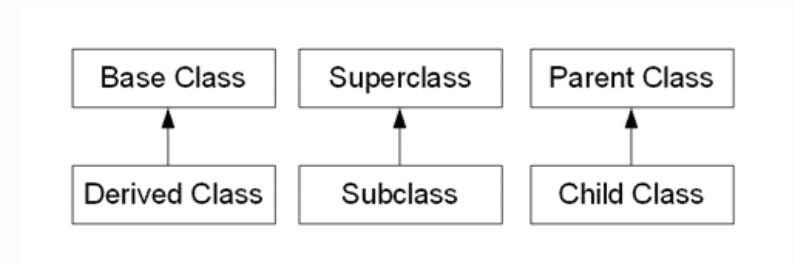 Base Class
Superclass
Parent Class
Derived Class
Subclass
Child Class